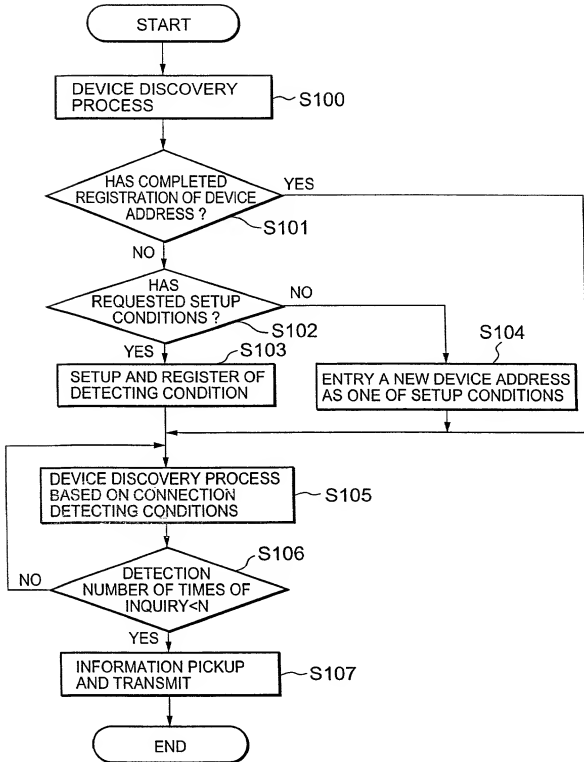 START
DEVICE DISCOVERY
PROCESS
S100
HAS COMPLETED
REGISTRATION OF DEVICE
ADDRESS ?
YES
S101
NO
HAS
REQUESTED SETUP
CONDITIONS ?
NO
S102
YES
S103
S104
SETUP AND REGISTER OF
DETECTING CONDITION
ENTRY A NEW DEVICE ADDRESS
AS ONE OF SETUP CONDITIONS
DEVICE DISCOVERY PROCESS
BASED ON CONNECTION
DETECTING CONDITIONS
S105
S106
NO
DETECTION
NUMBER OF TIMES OF
INQUIRY<N
YES
INFORMATION PICKUP
AND TRANSMIT
S107
END